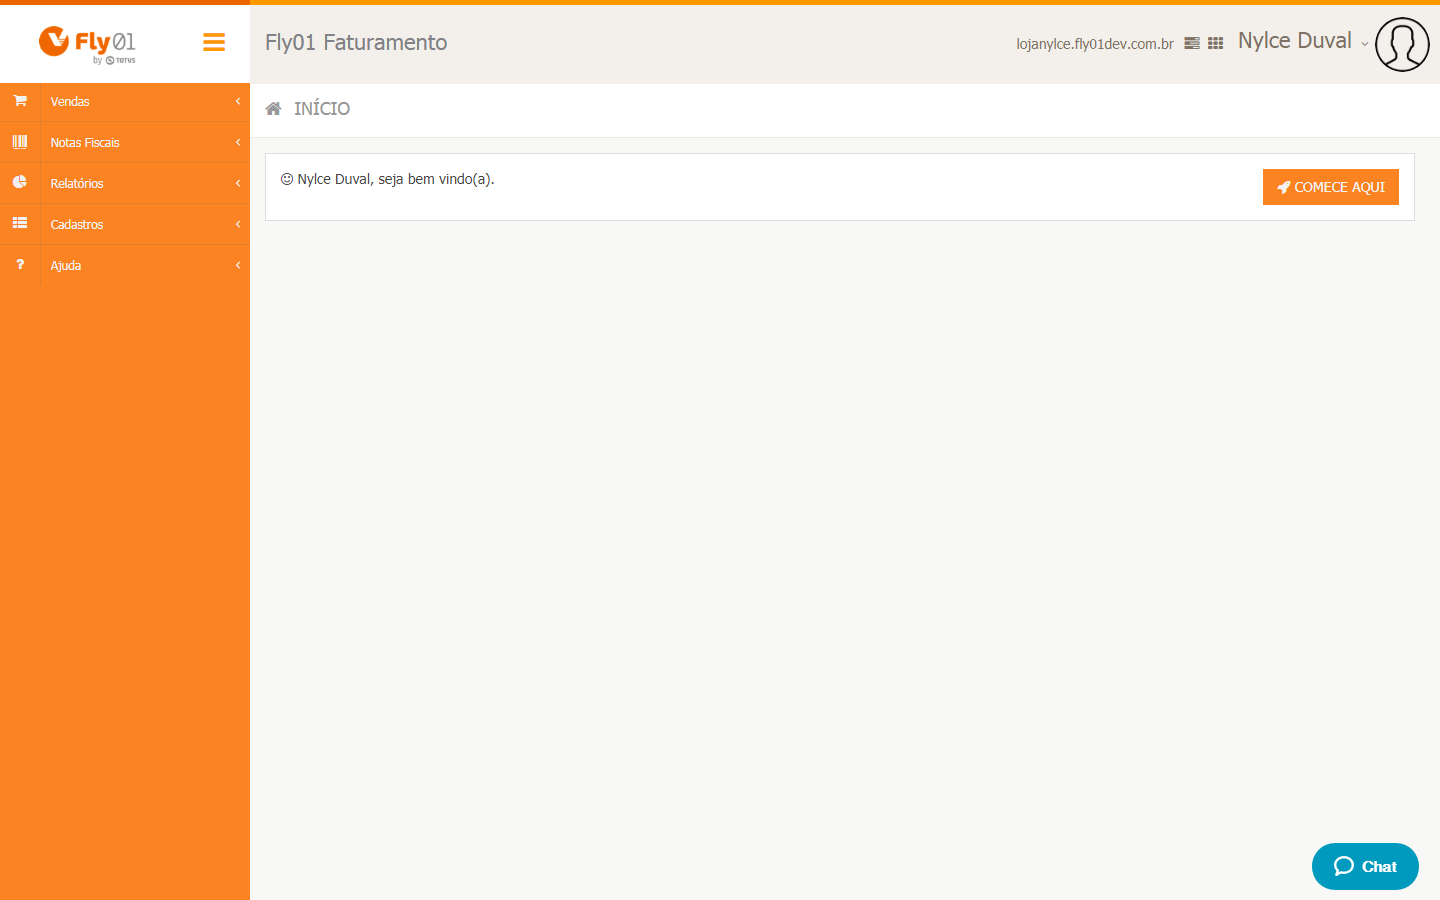 Fly01
by TOTVS
Fly01 Faturamento
lojanylce.fly01dev.com.br
Nylce Duval
Vendas
Notas Fiscais
Relatórios
Cadastros
? Ajuda
INÍCIO
Nylce Duval, seja bem vindo(a).
COMECE AQUI
Chat